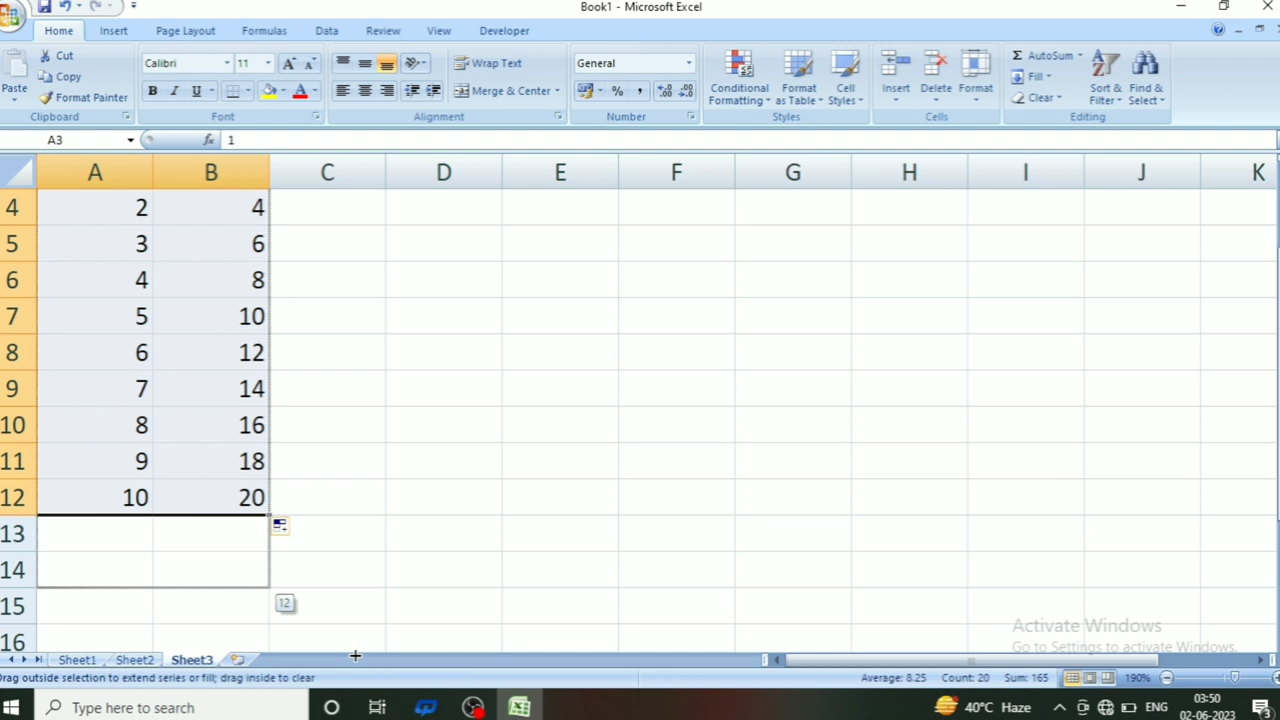 Book1 - Microsoft Excel
Home Insert Page Layout Formulas Data Review View Developer
Paste
Cut
Copy
Format Painter
Clipboard
Calibri 11
B I U
Font
Wrap Text
Merge & Center
Alignment
General
Number
Conditional Formatting
Format as Table
Cell Styles
Styles
Insert Delete Format
Cells
AutoSum
Fill
Clear
Sort & Filter
Find & Select
Editing
A3 fx 1
A B C D E F G H I J K
4 2 4
5 3 6
6 4 8
7 5 10
8 6 12
9 7 14
10 8 16
11 9 18
12 10 20
13
14
12
15
16
Activate Windows
Go to Settings to activate Windows.
Sheet1 Sheet2 Sheet3
Drag outside selection to extend series or fill; drag inside to clear Average: 8.25 Count: 20 Sum: 165 190%
Type here to search 40°C Haze ENG
03:50
02-06-2023
3